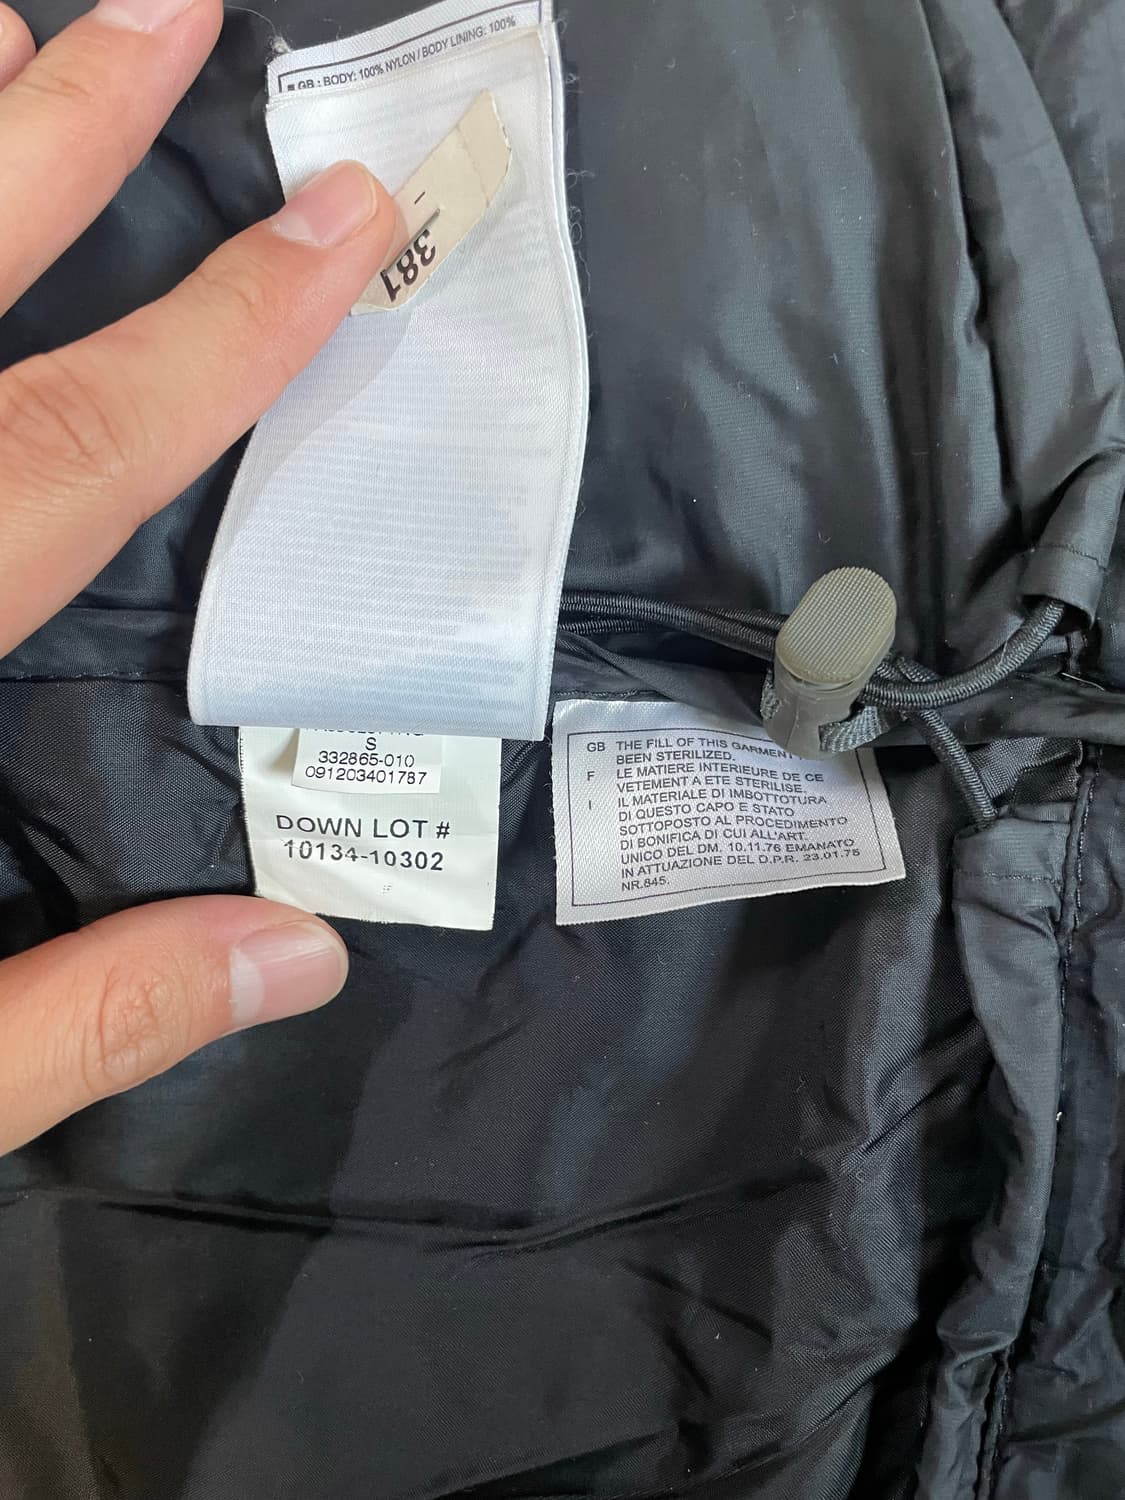 GB : BODY: 100% NYLON / BODY LINING: 100%
381
S
332865-010
091203401787
DOWN LOT #
10134-10302
GB THE FILL OF THIS GARMENT
BEEN STERILIZED.
F LE MATIERE INTERIEURE DE CE
VETEMENT A ETE STERILISE.
I IL MATERIALE DI IMBOTTOTURA
DI QUESTO CAPO E STATO
SOTTOPOSTO AL PROCEDIMENTO
DI BONIFICA DI CUI ALL'ART.
UNICO DEL DM. 10.11.76 EMANATO
IN ATTUAZIONE DEL D.P.R. 23.01.75
NR.845.